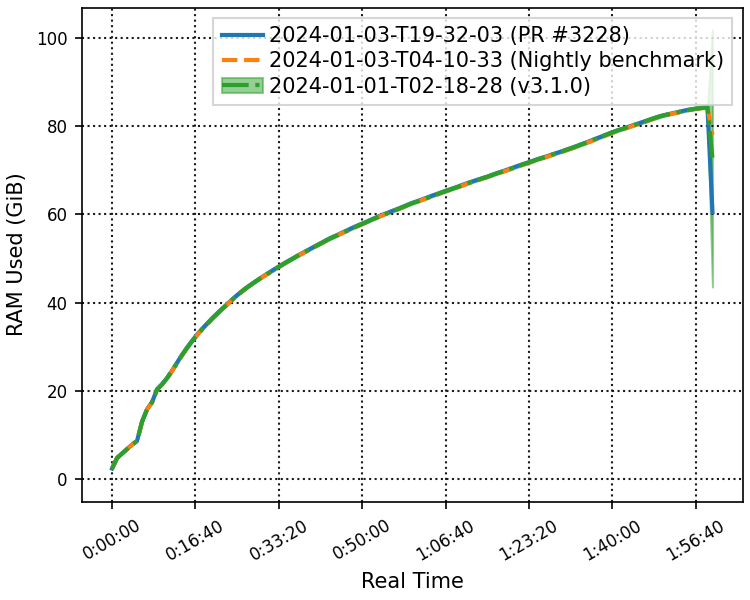 2024-01-03-T19-32-03 (PR #3228)
2024-01-03-T04-10-33 (Nightly benchmark)
2024-01-01-T02-18-28 (v3.1.0)
RAM Used (GiB)
100
80
60
40
20
0
0:00:00
0:16:40
0:33:20
0:50:00
1:06:40
1:23:20
1:40:00
1:56:40
Real Time